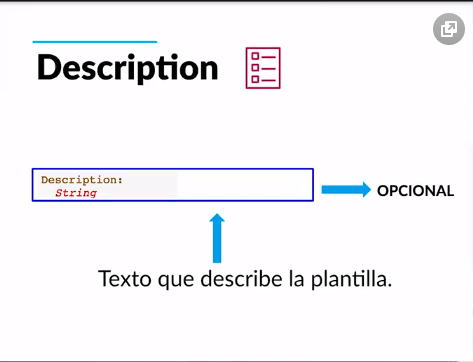 Description
Description:
String
OPCIONAL
Texto que describe la plantilla.